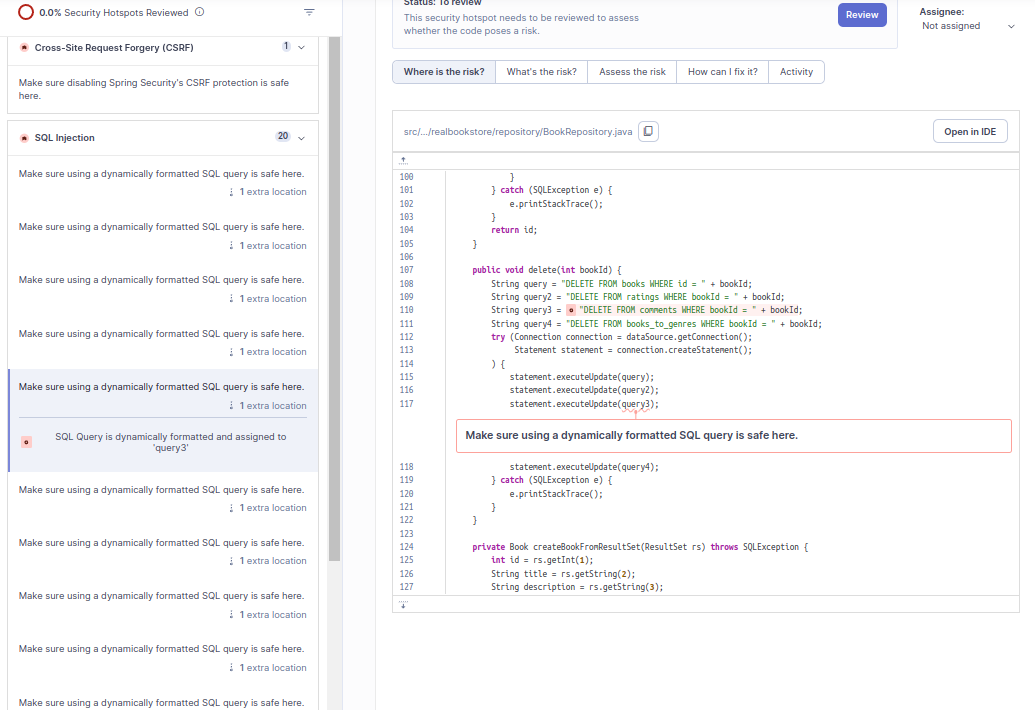 0.0% Security Hotspots Reviewed
Cross-Site Request Forgery (CSRF) 1
Make sure disabling Spring Security's CSRF protection is safe
here.
SQL Injection 20
Make sure using a dynamically formatted SQL query is safe here.
1 extra location
Make sure using a dynamically formatted SQL query is safe here.
1 extra location
Make sure using a dynamically formatted SQL query is safe here.
1 extra location
Make sure using a dynamically formatted SQL query is safe here.
1 extra location
Make sure using a dynamically formatted SQL query is safe here.
1 extra location
SQL Query is dynamically formatted and assigned to
'query3'
Make sure using a dynamically formatted SQL query is safe here.
1 extra location
Make sure using a dynamically formatted SQL query is safe here.
1 extra location
Make sure using a dynamically formatted SQL query is safe here.
1 extra location
Make sure using a dynamically formatted SQL query is safe here.
1 extra location
Make sure using a dynamically formatted SQL query is safe here.
Status: To review
This security hotspot needs to be reviewed to assess
whether the code poses a risk.
Review
Assignee:
Not assigned
Where is the risk? What's the risk? Assess the risk How can I fix it? Activity
src/.../realbookstore/repository/BookRepository.java Open in IDE
100 }
101 } catch (SQLException e) {
102 e.printStackTrace();
103 }
104 return id;
105 }
106
107 public void delete(int bookId) {
108 String query = "DELETE FROM books WHERE id = " + bookId;
109 String query2 = "DELETE FROM ratings WHERE bookId = " + bookId;
110 String query3 = "DELETE FROM comments WHERE bookId = " + bookId;
111 String query4 = "DELETE FROM books_to_genres WHERE bookId = " + bookId;
112 try (Connection connection = dataSource.getConnection();
113 Statement statement = connection.createStatement();
114 ) {
115 statement.executeUpdate(query);
116 statement.executeUpdate(query2);
117 statement.executeUpdate(query3);
Make sure using a dynamically formatted SQL query is safe here.
118 statement.executeUpdate(query4);
119 } catch (SQLException e) {
120 e.printStackTrace();
121 }
122 }
123
124 private Book createBookFromResultSet(ResultSet rs) throws SQLException {
125 int id = rs.getInt(1);
126 String title = rs.getString(2);
127 String description = rs.getString(3);